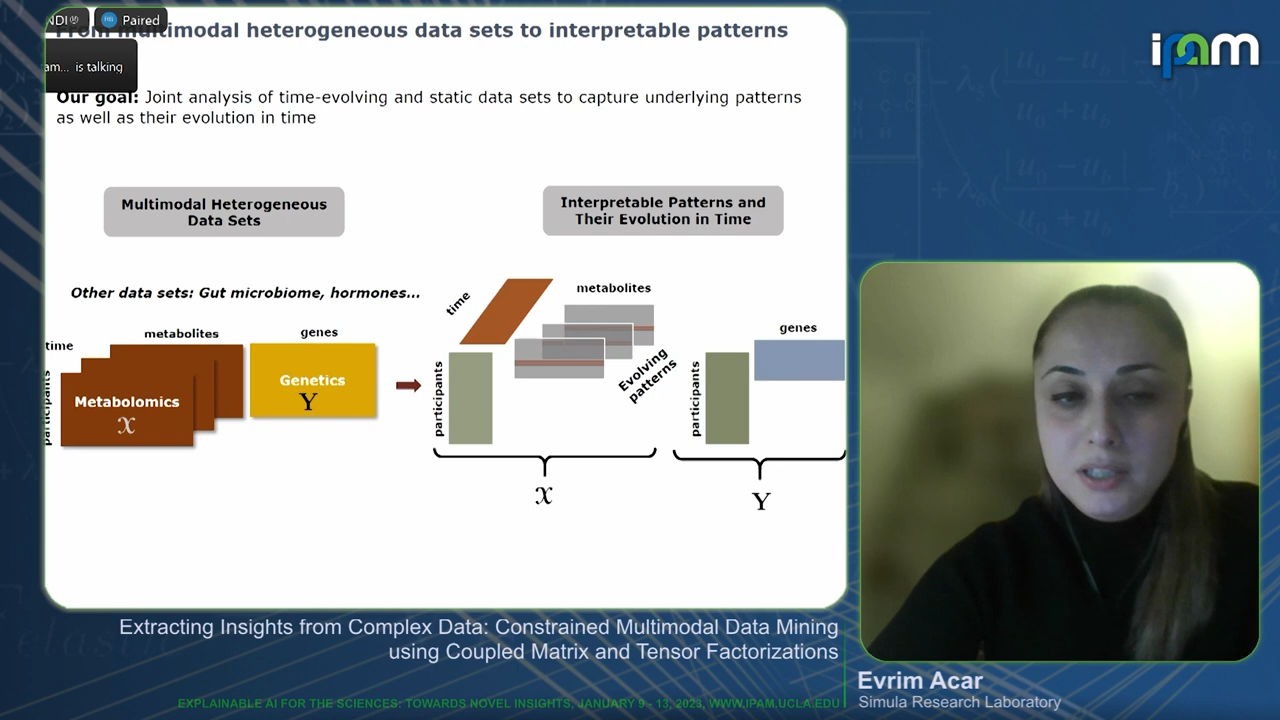 NDI
Paired
From multimodal heterogeneous data sets to interpretable patterns
am... is talking
Our goal: Joint analysis of time-evolving and static data sets to capture underlying patterns
as well as their evolution in time
Multimodal Heterogeneous
Data Sets
Interpretable Patterns and
Their Evolution in Time
Other data sets: Gut microbiome, hormones...
time
metabolites
genes
participants
Metabolomics
X
Genetics
Y
time
metabolites
participants
Evolving
patterns
X
genes
participants
Y
ipam
Extracting Insights from Complex Data: Constrained Multimodal Data Mining
using Coupled Matrix and Tensor Factorizations
Evrim Acar
Simula Research Laboratory
EXPLAINABLE AI FOR THE SCIENCES: TOWARDS NOVEL INSIGHTS, JANUARY 9 - 13, 2023, WWW.IPAM.UCLA.EDU